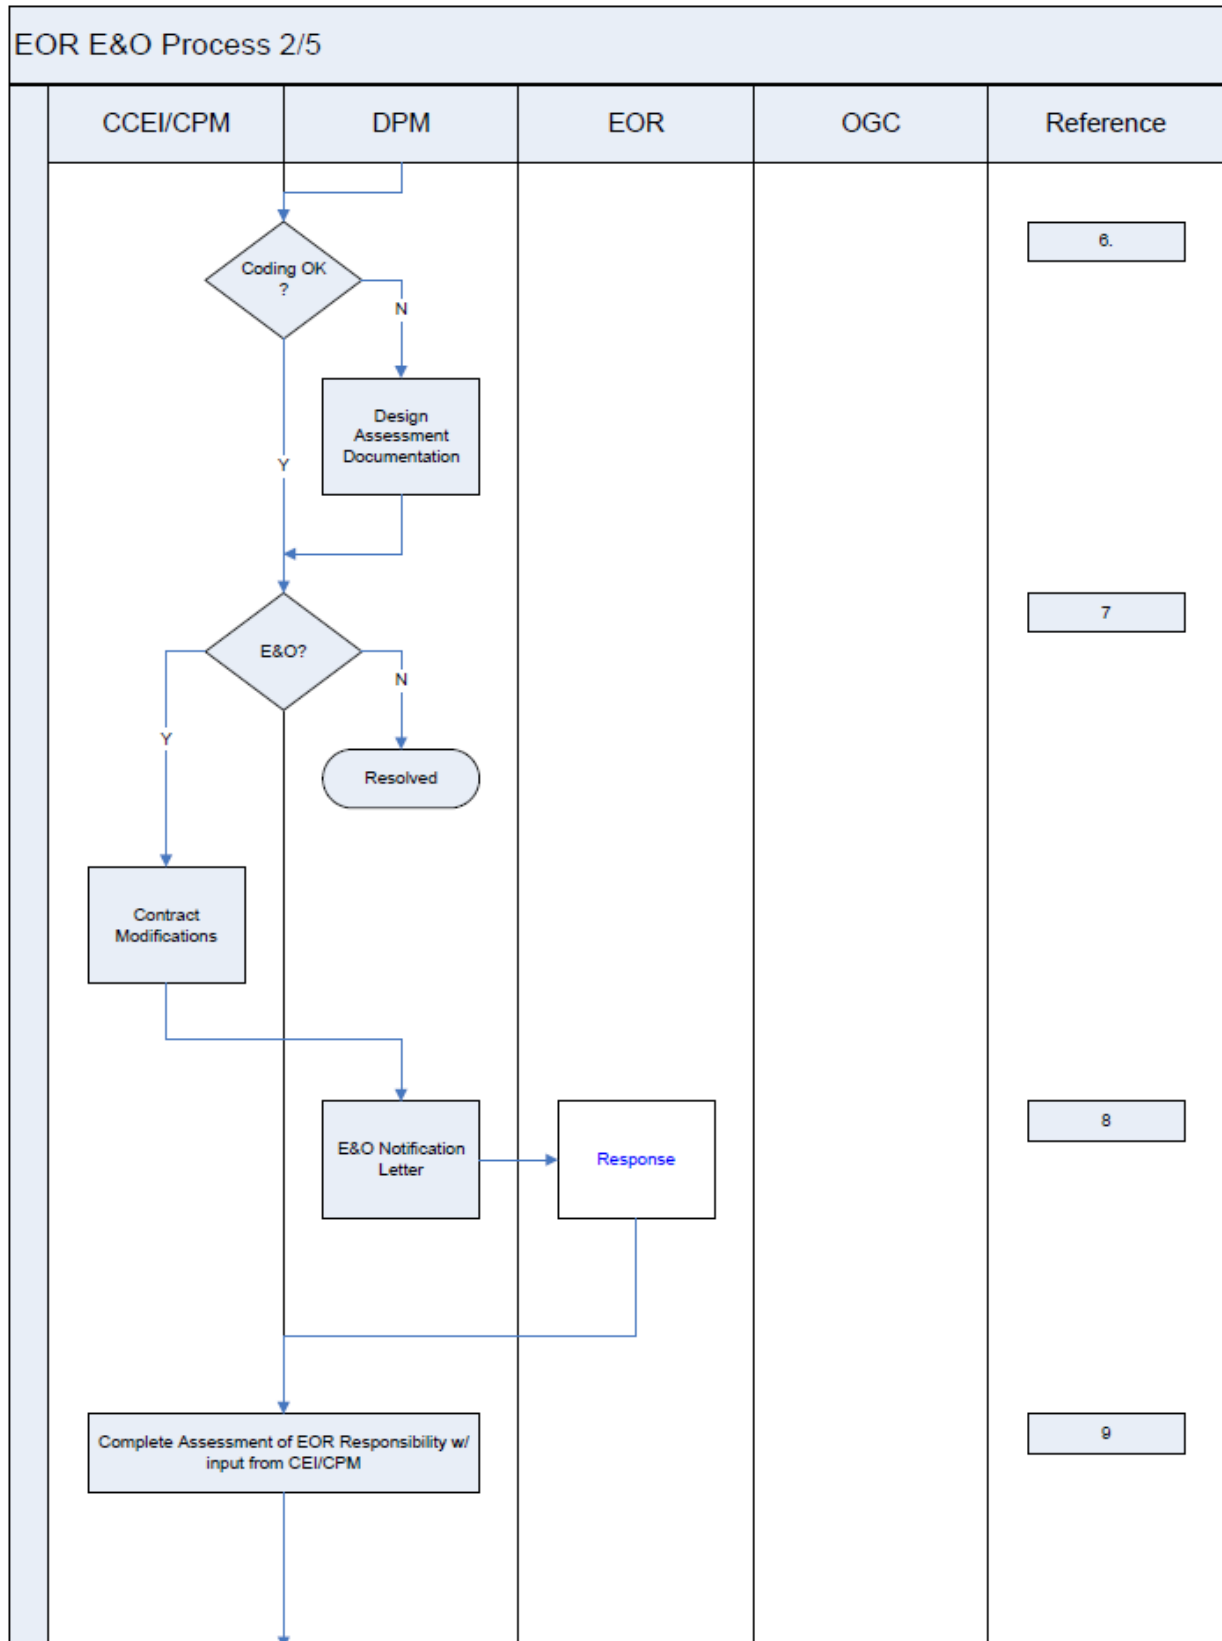 EOR E&O Process 2/5
CCEI/CPM
DPM
EOR
OGC
Reference
Coding OK
?
6.
N
Design
Assessment
Documentation
Y
E&O?
7
N
Y
Resolved
Contract
Modifications
E&O Notification
Letter
Response
8
Complete Assessment of EOR Responsibility w/
input from CEI/CPM
9